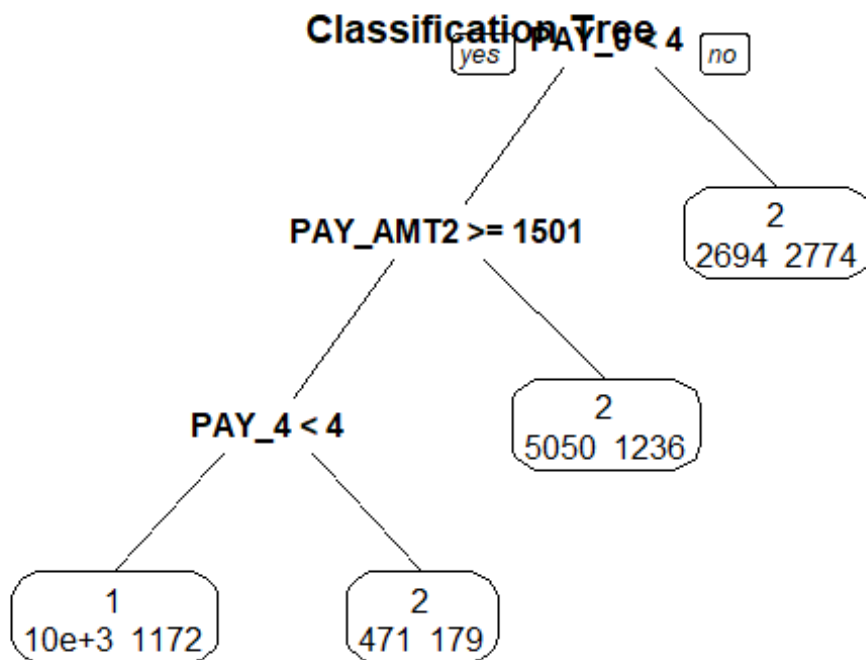 Classification Tree
yes PAY_0 < 4 no
PAY_AMT2 >= 1501
2
2694 2774
PAY_4 < 4
2
5050 1236
1
10e+3 1172
2
471 179